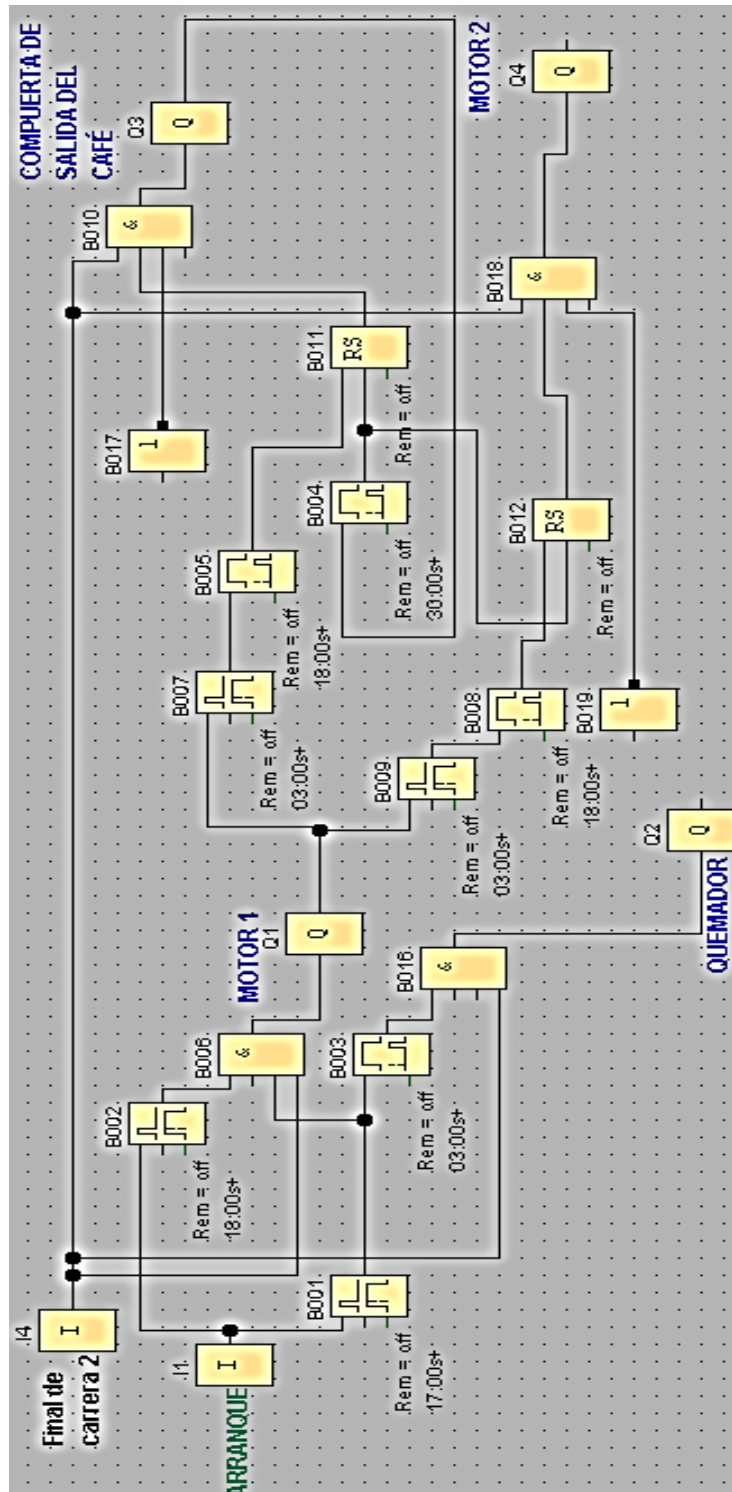 Final de
carrera 2
I4
I
ARRANQUE
I1
I
B002
Rem = off
18:00s+
B001
Rem = off
17:00s+
B006
&
B003
Rem = off
03:00s+
MOTOR 1
Q1
Q
B016
&
QUEMADOR
Q2
Q
B007
Rem = off
03:00s+
B009
Rem = off
03:00s+
B005
Rem = off
18:00s+
B008
Rem = off
18:00s+
B019
1
B017
1
B004
Rem = off
30:00s+
B012
RS
Rem = off
B011
RS
Rem = off
B010
&
B018
&
COMPUERTA DE
SALIDA DEL
CAFÉ
Q3
Q
MOTOR 2
Q4
Q